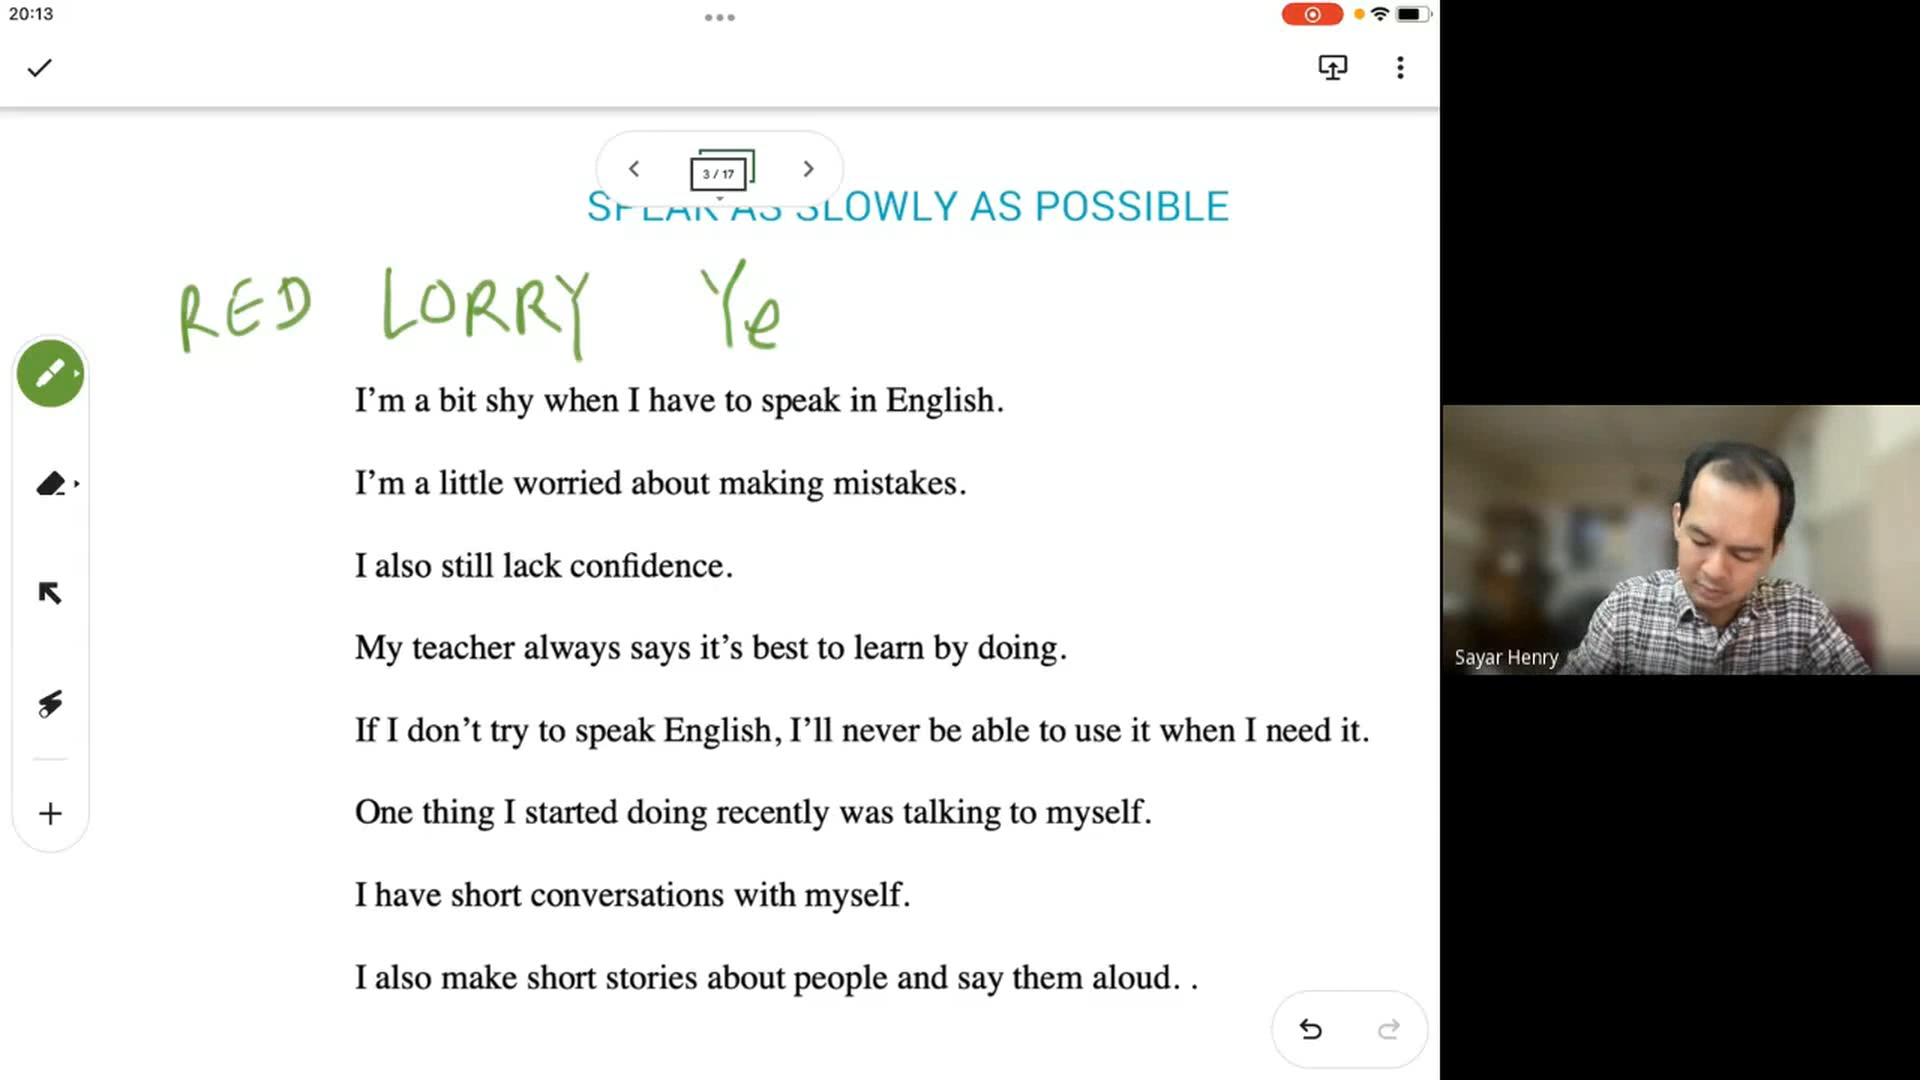 20:13
3 / 17
SPEAK AS SLOWLY AS POSSIBLE
RED LORRY Ye
I’m a bit shy when I have to speak in English.
I’m a little worried about making mistakes.
I also still lack confidence.
My teacher always says it’s best to learn by doing.
If I don’t try to speak English, I’ll never be able to use it when I need it.
One thing I started doing recently was talking to myself.
I have short conversations with myself.
I also make short stories about people and say them aloud. .
Sayar Henry